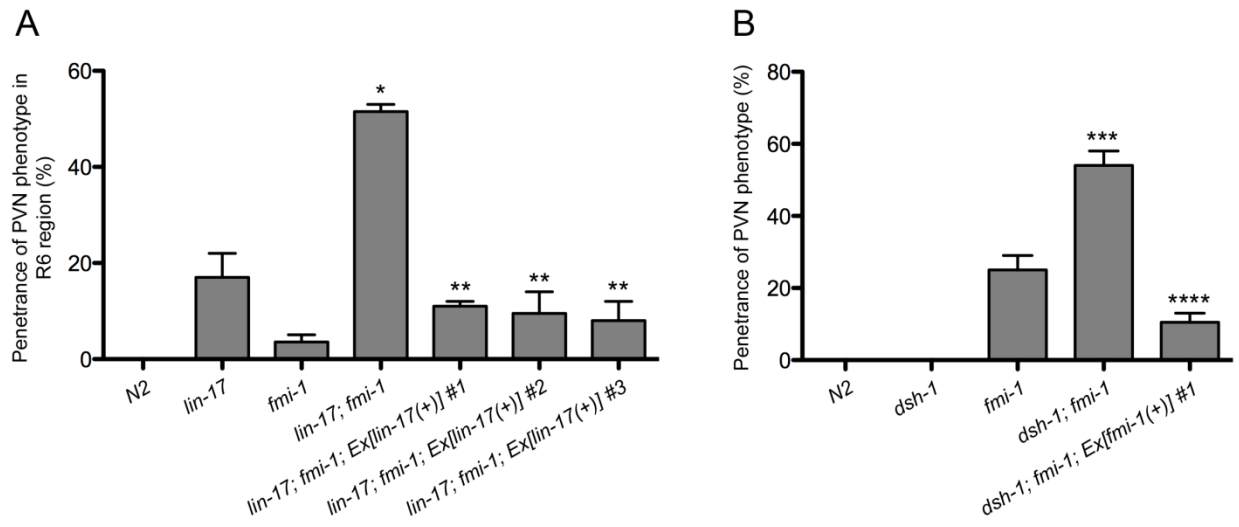 A
Penetrance of PVN phenotype in
R6 region (%)
60
40
20
0
*
**
**
**
N2
lin-17
fmi-1
lin-17; fmi-1
lin-17; fmi-1; Ex[lin-17(+)] #1
lin-17; fmi-1; Ex[lin-17(+)] #2
lin-17; fmi-1; Ex[lin-17(+)] #3
B
Penetrance of PVN phenotype (%)
80
60
40
20
0
***
****
N2
dsh-1
fmi-1
dsh-1; fmi-1
dsh-1; fmi-1; Ex[fmi-1(+)] #1